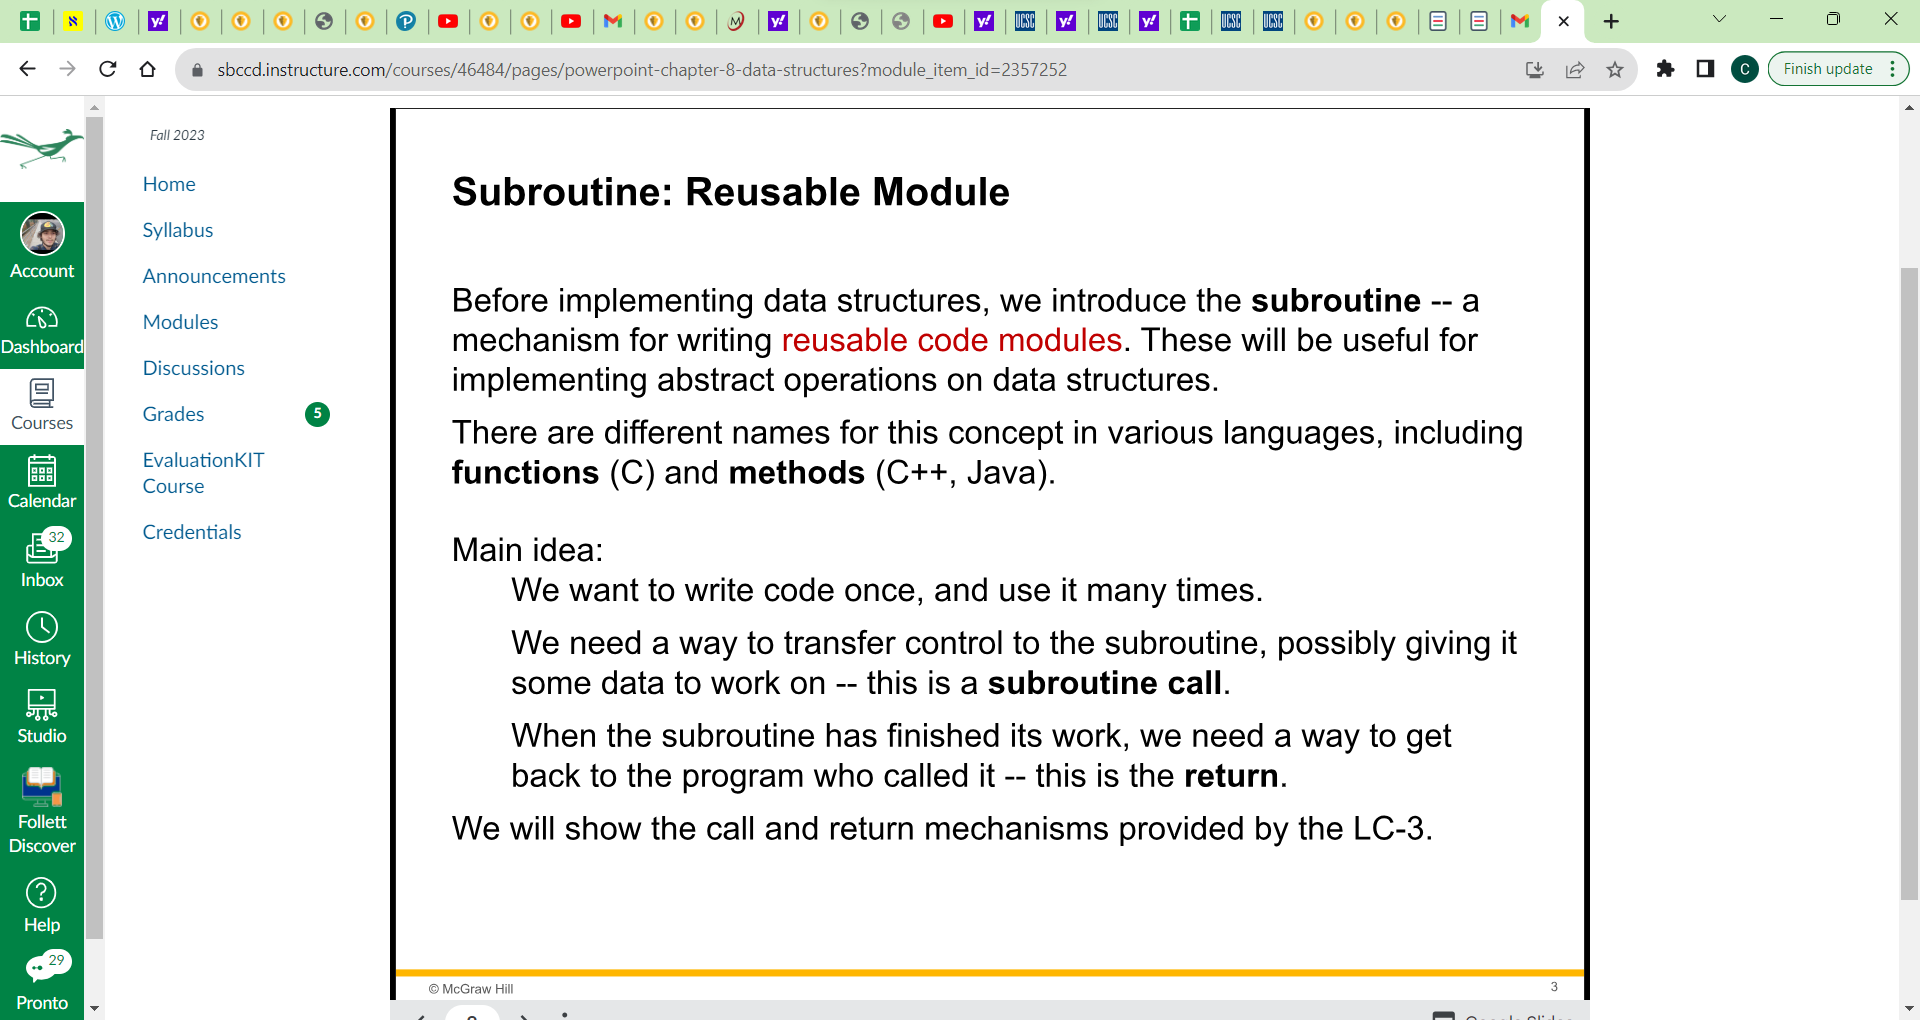 sbccd.instructure.com/courses/46484/pages/powerpoint-chapter-8-data-structures?module_item_id=2357252
C
Finish update
Account
Dashboard
Courses
Calendar
32
Inbox
History
Studio
Follett
Discover
Help
29
Pronto
Fall 2023
Home
Syllabus
Announcements
Modules
Discussions
Grades
5
EvaluationKIT
Course
Credentials
Subroutine: Reusable Module
Before implementing data structures, we introduce the subroutine -- a
mechanism for writing reusable code modules. These will be useful for
implementing abstract operations on data structures.
There are different names for this concept in various languages, including
functions (C) and methods (C++, Java).
Main idea:
We want to write code once, and use it many times.
We need a way to transfer control to the subroutine, possibly giving it
some data to work on -- this is a subroutine call.
When the subroutine has finished its work, we need a way to get
back to the program who called it -- this is the return.
We will show the call and return mechanisms provided by the LC-3.
© McGraw Hill
3